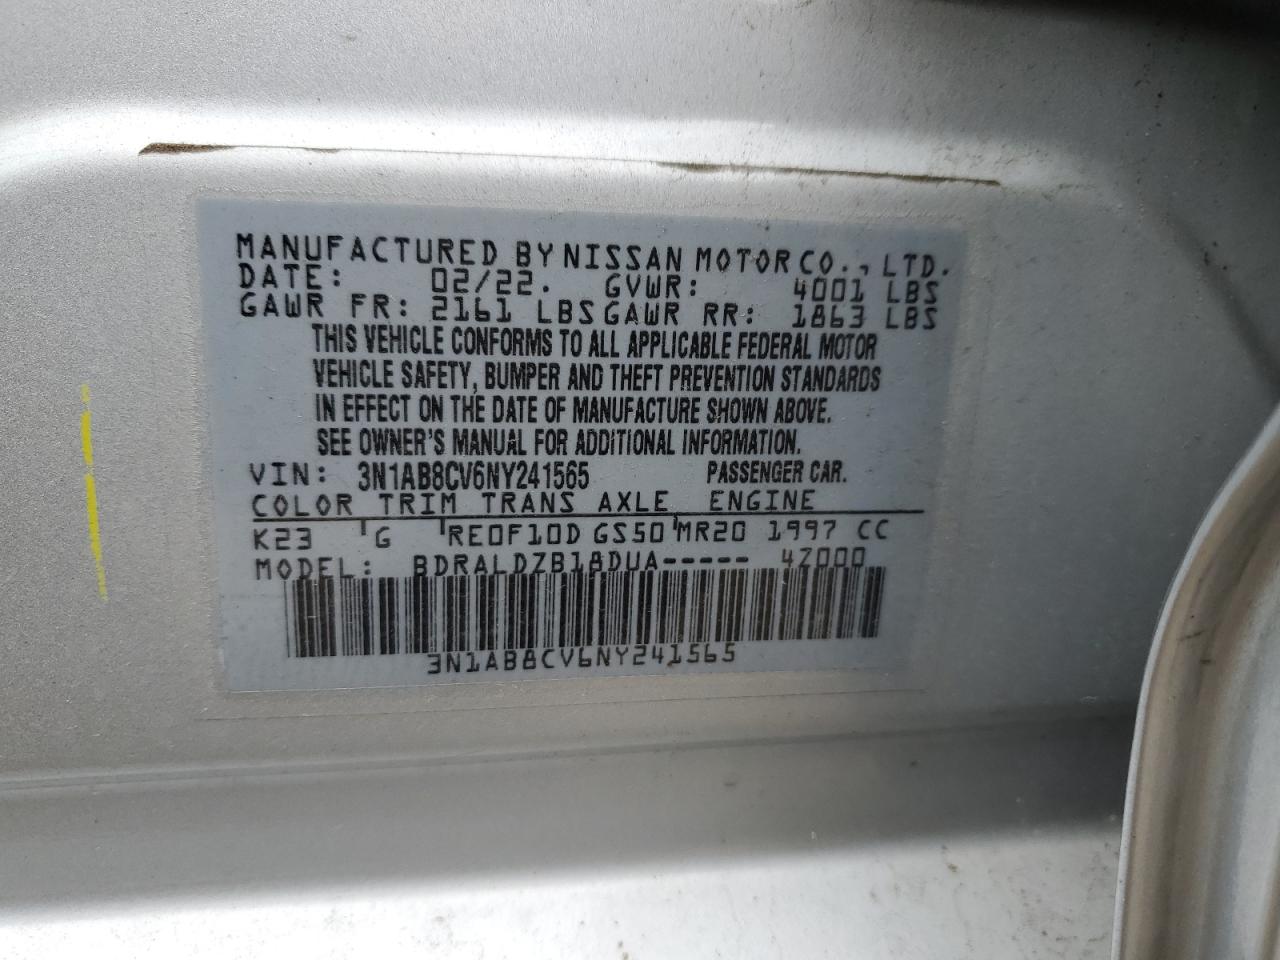 MANUFACTURED BY NISSAN MOTOR CO., LTD.
DATE: 02/22. GVWR: 4001 LBS
GAWR FR: 2161 LBS GAWR RR: 1863 LBS
THIS VEHICLE CONFORMS TO ALL APPLICABLE FEDERAL MOTOR
VEHICLE SAFETY, BUMPER AND THEFT PREVENTION STANDARDS
IN EFFECT ON THE DATE OF MANUFACTURE SHOWN ABOVE.
SEE OWNER'S MANUAL FOR ADDITIONAL INFORMATION.
VIN: 3N1AB8CV6NY241565 PASSENGER CAR.
COLOR TRIM TRANS AXLE ENGINE
K23 G RE0F10D GS50 MR20 1997 CC
MODEL: BDRALDZB18DUA----- 4Z000
3N1AB8CV6NY241565